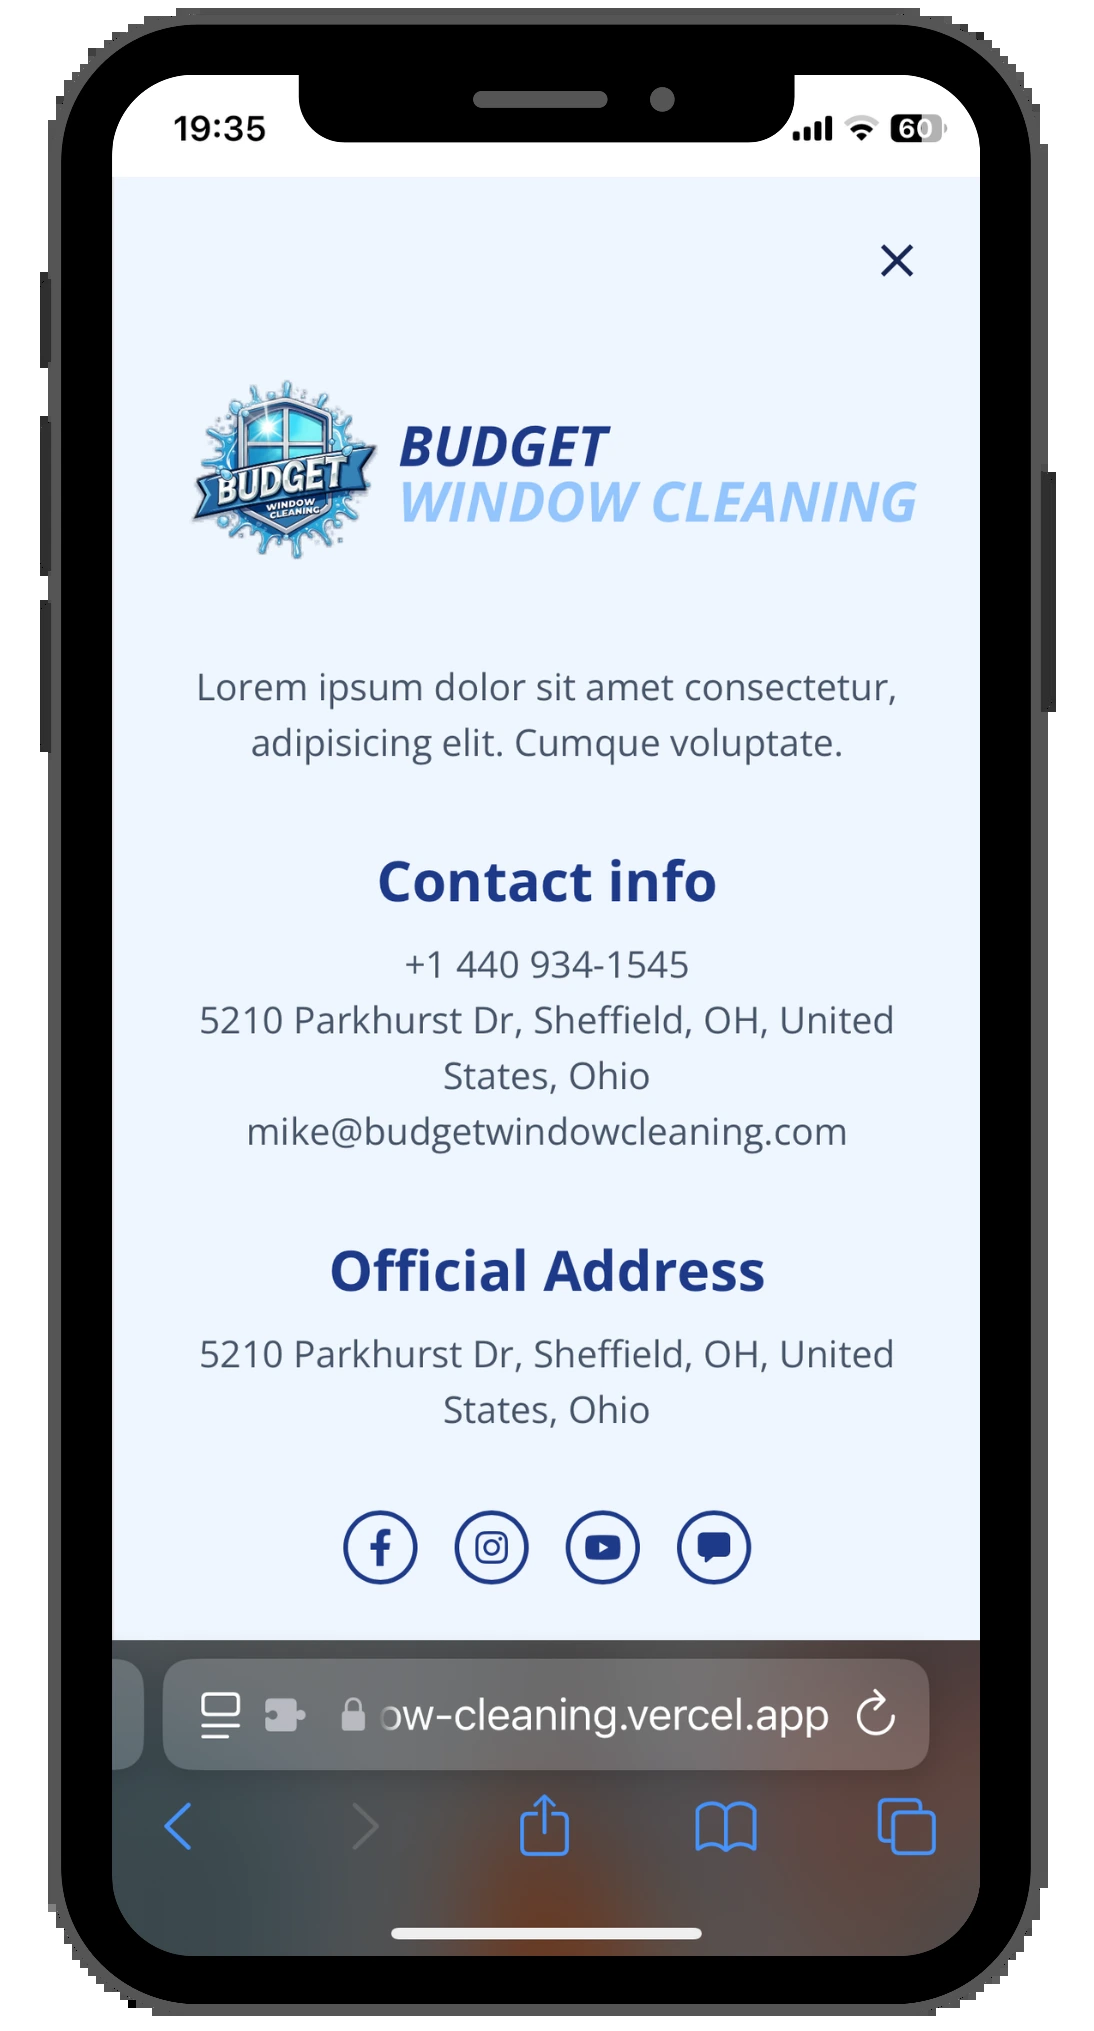 19:35
60
BUDGET
WINDOW
CLEANING
BUDGET
WINDOW CLEANING
Lorem ipsum dolor sit amet consectetur,
adipisicing elit. Cumque voluptate.
Contact info
+1 440 934-1545
5210 Parkhurst Dr, Sheffield, OH, United
States, Ohio
mike@budgetwindowcleaning.com
Official Address
5210 Parkhurst Dr, Sheffield, OH, United
States, Ohio
ow-cleaning.vercel.app